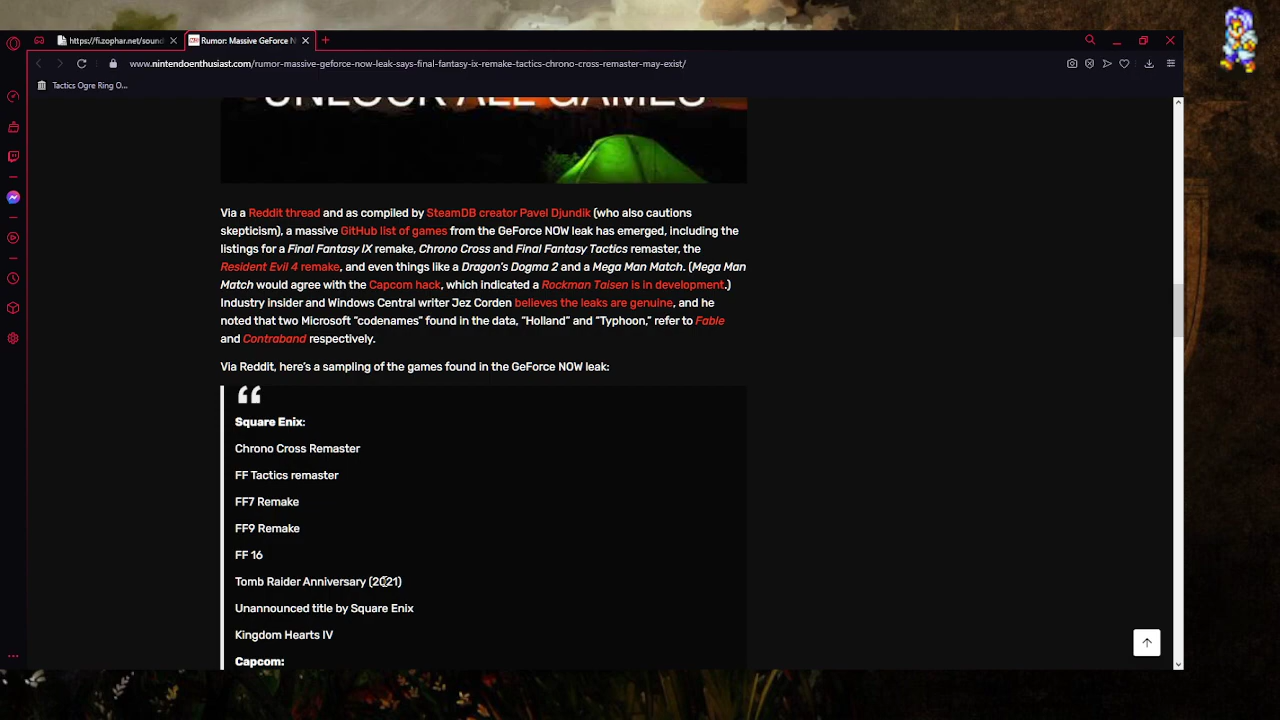 https://fi.zophar.net/sound
Rumor: Massive GeForce N
www.nintendoenthusiast.com/rumor-massive-geforce-now-leak-says-final-fantasy-ix-remake-tactics-chrono-cross-remaster-may-exist/
Tactics Ogre Ring O...
UNLOCK ALL GAMES
Via a Reddit thread and as compiled by SteamDB creator Pavel Djundik (who also cautions
skepticism), a massive GitHub list of games from the GeForce NOW leak has emerged, including the
listings for a Final Fantasy IX remake, Chrono Cross and Final Fantasy Tactics remaster, the
Resident Evil 4 remake, and even things like a Dragon's Dogma 2 and a Mega Man Match. (Mega Man
Match would agree with the Capcom hack, which indicated a Rockman Taisen is in development.)
Industry insider and Windows Central writer Jez Corden believes the leaks are genuine, and he
noted that two Microsoft “codenames” found in the data, “Holland” and “Typhoon,” refer to Fable
and Contraband respectively.
Via Reddit, here's a sampling of the games found in the GeForce NOW leak:
Square Enix:
Chrono Cross Remaster
FF Tactics remaster
FF7 Remake
FF9 Remake
FF 16
Tomb Raider Anniversary (2021)
Unannounced title by Square Enix
Kingdom Hearts IV
Capcom: